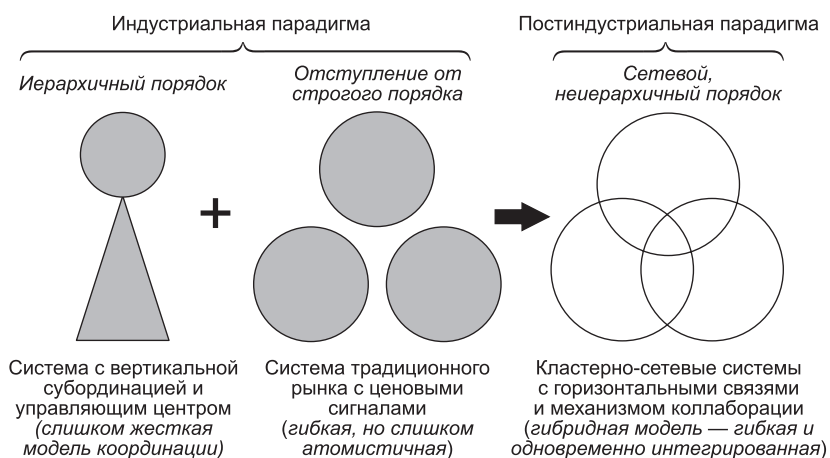 Индустриальная парадигма
Постиндустриальная парадигма
Иерархичный порядок
Отступление от
строгого порядка
Сетевой,
неиерархичный порядок
Система с вертикальной
субординацией и
управляющим центром
(слишком жесткая
модель координации)
Система традиционного
рынка с ценовыми
сигналами
(гибкая, но слишком
атомистичная)
Кластерно-сетевые системы
с горизонтальными связями
и механизмом коллаборации
(гибридная модель — гибкая и
одновременно интегрированная)